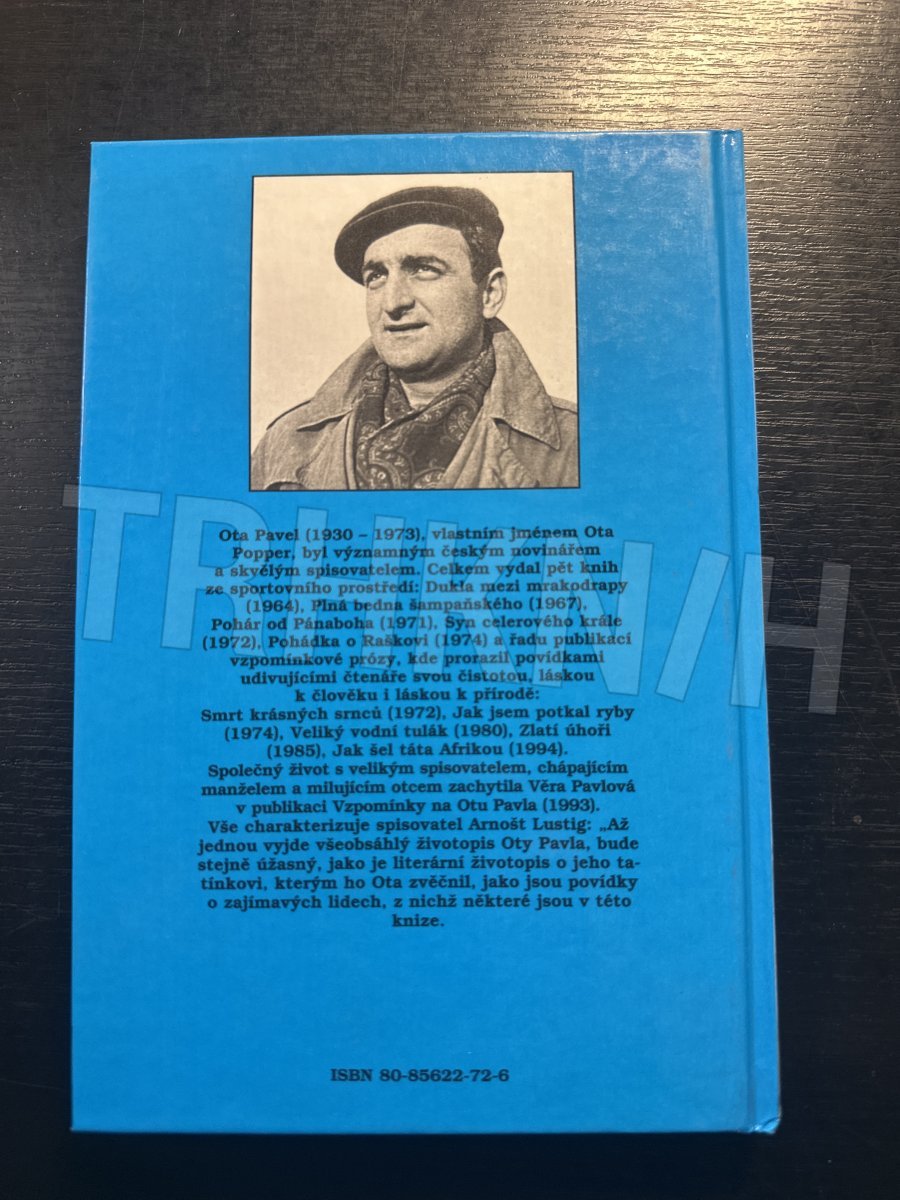 Ota Pavel (1930 – 1973), vlastním jménem Ota
Popper, byl významným českým novinářem
a skvělým spisovatelem. Celkem vydal pět knih
ze sportovního prostředí: Dukla mezi mrakodrapy
(1964), Plná bedna šampaňského (1967),
Pohár od Pánaboha (1971), Syn celerového krále
(1972), Pohádka o Raškovi (1974) a řadu publikací
vzpomínkové prózy, kde prorazil povídkami
udivujícími čtenáře svou čistotou, láskou
k člověku i láskou k přírodě:
Smrt krásných srnců (1972), Jak jsem potkal ryby
(1974), Veliký vodní tulák (1980), Zlatí úhoři
(1985), Jak šel táta Afrikou (1994).
Společný život s velikým spisovatelem, chápajícím
manželem a milujícím otcem zachytila Věra Pavlová
v publikaci Vzpomínky na Otu Pavla (1993).
Vše charakterizuje spisovatel Arnošt Lustig: „Až
jednou vyjde všeobsáhlý životopis Oty Pavla, bude
stejně úžasný, jako je literární životopis o jeho ta-
tínkovi, kterým ho Ota zvěčnil, jako jsou povídky
o zajímavých lidech, z nichž některé jsou v této
knize.
ISBN 80-85622-72-6